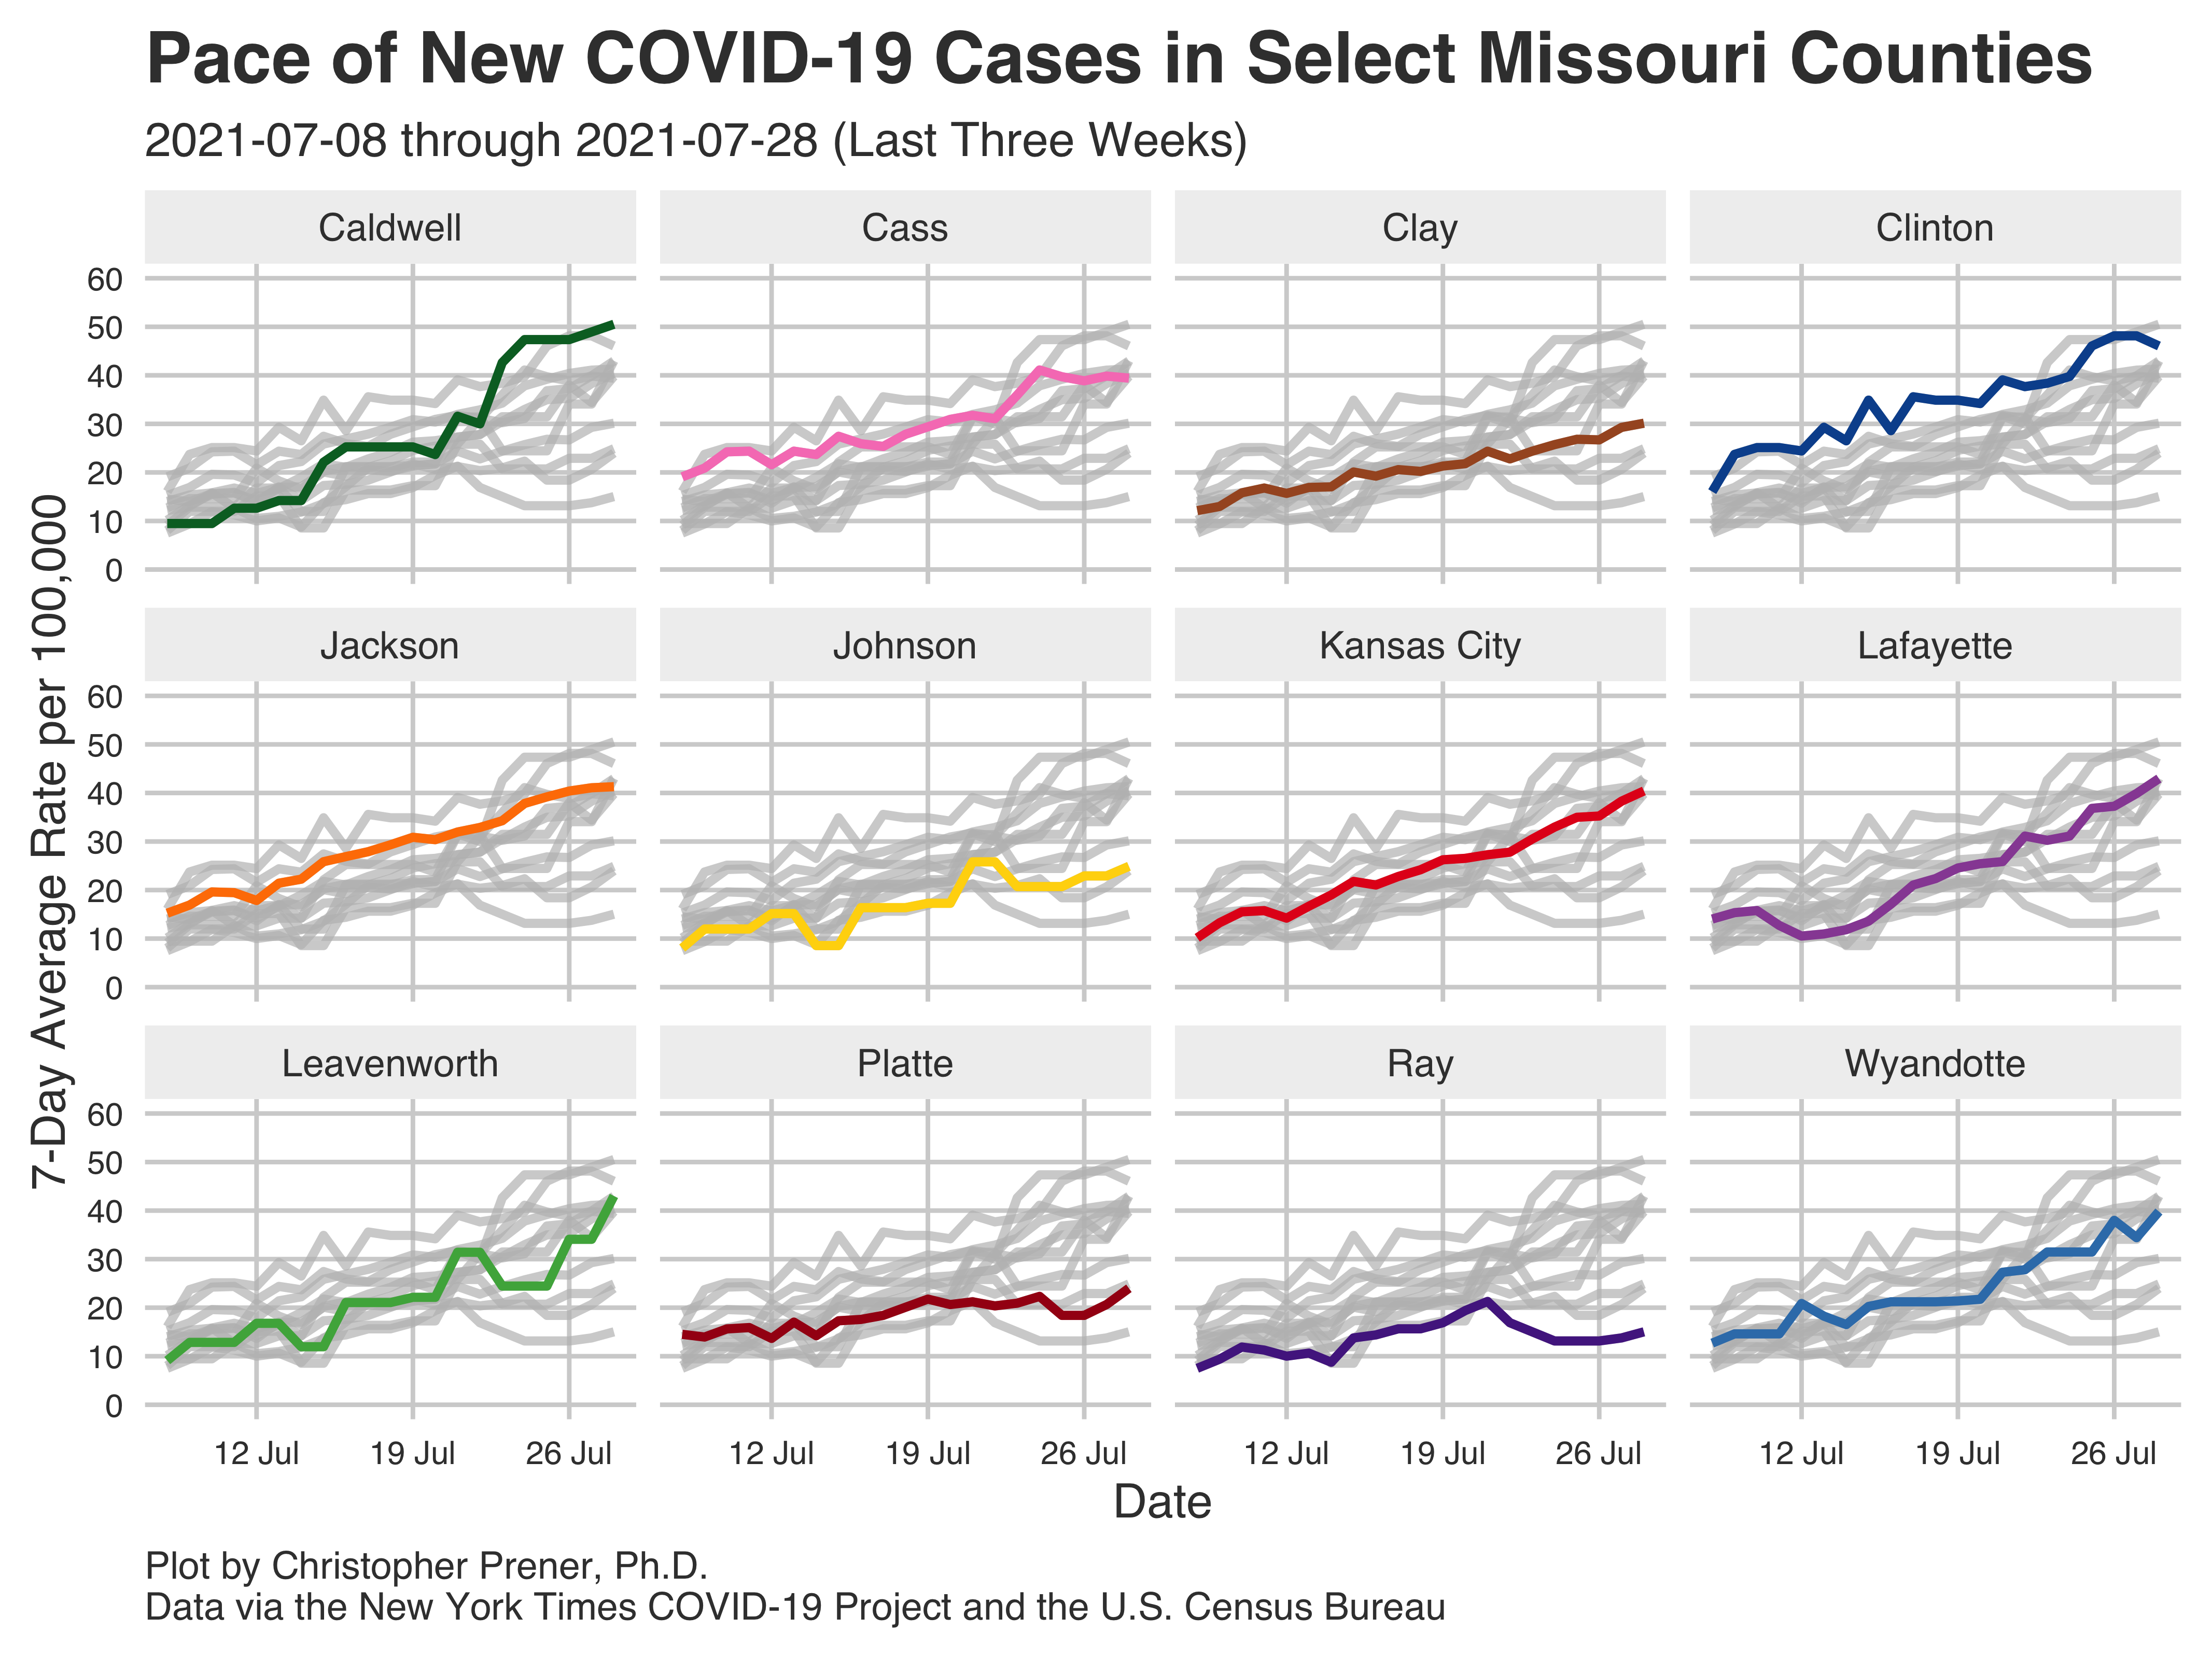 Pace of New COVID-19 Cases in Select Missouri Counties
2021-07-08 through 2021-07-28 (Last Three Weeks)
Caldwell
Cass
Clay
Clinton
60
50
40
30
20
10
0
Jackson
Johnson
Kansas City
Lafayette
60
50
40
30
20
10
0
Leavenworth
Platte
Ray
Wyandotte
60
50
40
30
20
10
0
7-Day Average Rate per 100,000
12 Jul 19 Jul 26 Jul
12 Jul 19 Jul 26 Jul
12 Jul 19 Jul 26 Jul
12 Jul 19 Jul 26 Jul
Date
Plot by Christopher Prener, Ph.D.
Data via the New York Times COVID-19 Project and the U.S. Census Bureau